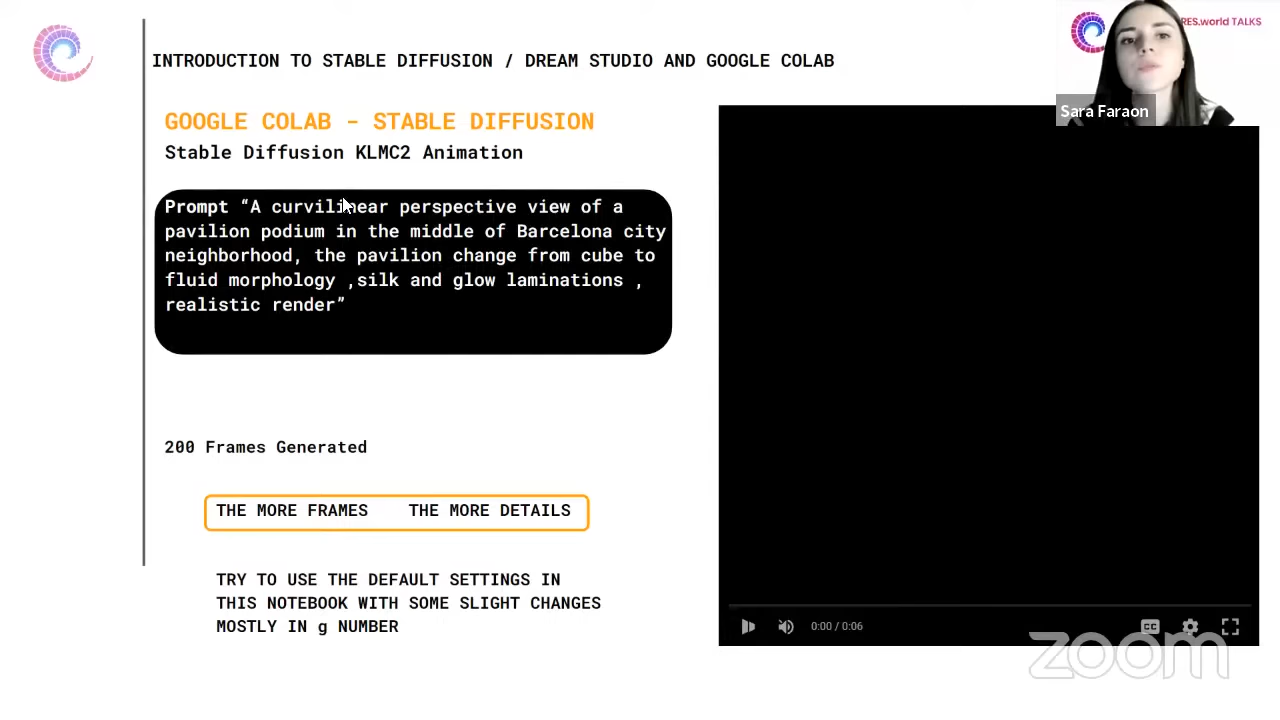 RES.world TALKS
INTRODUCTION TO STABLE DIFFUSION / DREAM STUDIO AND GOOGLE COLAB
Sara Faraon
GOOGLE COLAB - STABLE DIFFUSION
Stable Diffusion KLMC2 Animation
Prompt “A curvilinear perspective view of a
pavilion podium in the middle of Barcelona city
neighborhood, the pavilion change from cube to
fluid morphology ,silk and glow laminations ,
realistic render”
200 Frames Generated
THE MORE FRAMES THE MORE DETAILS
TRY TO USE THE DEFAULT SETTINGS IN
THIS NOTEBOOK WITH SOME SLIGHT CHANGES
MOSTLY IN g NUMBER
0:00 / 0:06
CC
zoom